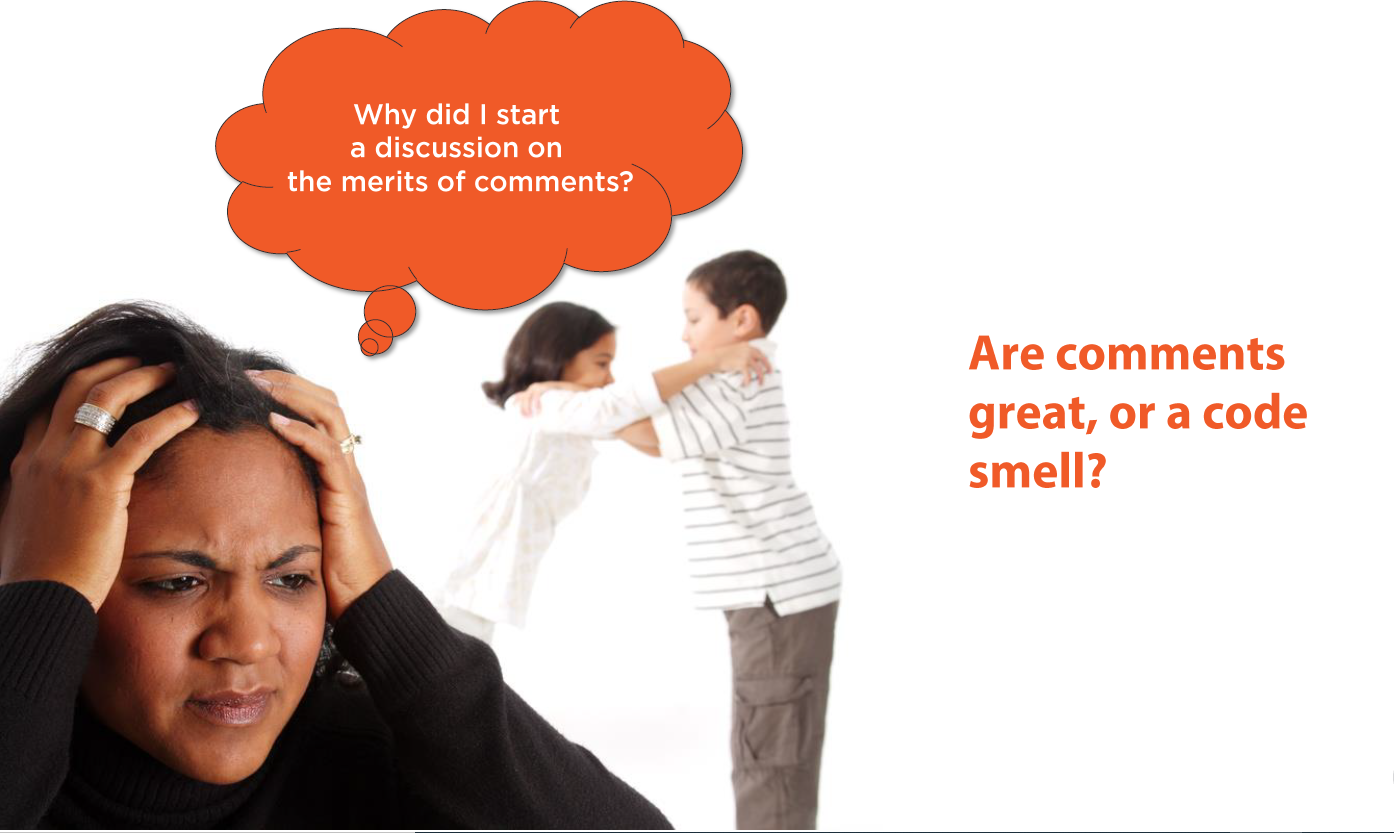 Why did I start
a discussion on
the merits of comments?
Are comments
great, or a code
smell?